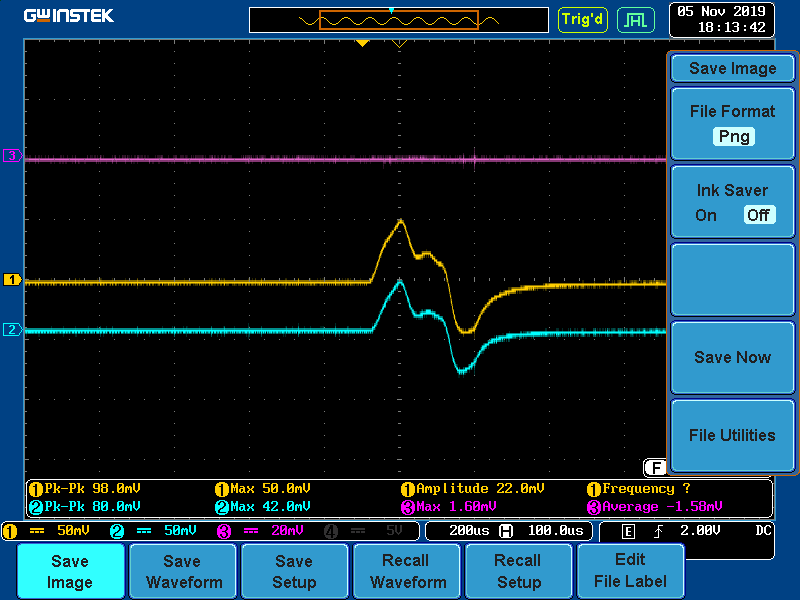 GW INSTEK
Trig'd
05 Nov 2019
18:13:42
Save Image
File Format
Png
Ink Saver
On Off
Save Now
File Utilities
3
1
2
F
1 Pk-Pk 98.0mV 1 Max 50.0mV 1 Amplitude 22.0mV 1 Frequency ?
2 Pk-Pk 80.0mV 2 Max 42.0mV 3 Max 1.60mV 3 Average -1.58mV
1 50mV 2 50mV 3 20mV 4 5V 200us H 100.0us E 2.00V DC
Save Image
Save Waveform
Save Setup
Recall Waveform
Recall Setup
Edit File Label